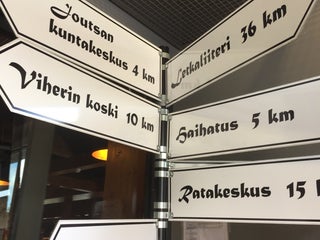 Joutsan
kuntakeskus 4 km
Viherin koski 10 km
Letkaliiteri 36 km
Haihatus 5 km
Ratakeskus 15